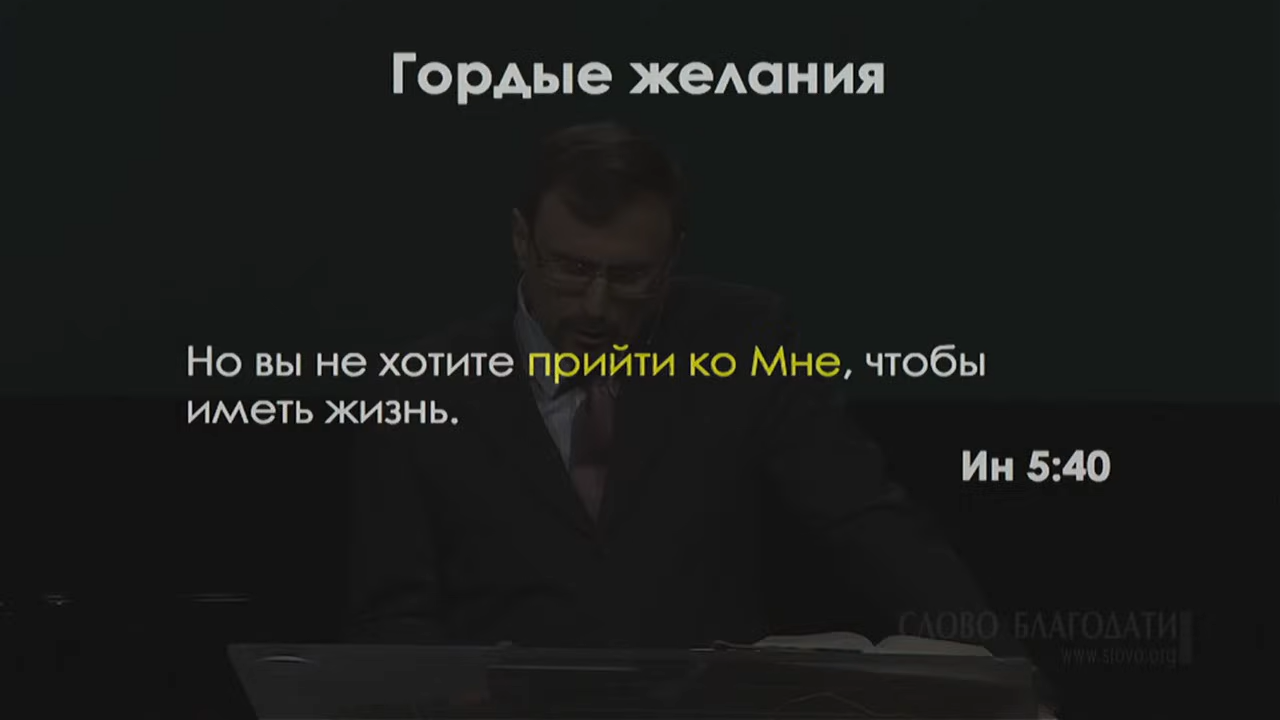 Гордые желания
Но вы не хотите прийти ко Мне, чтобы
иметь жизнь.
Ин 5:40
СЛОВО БЛАГОДАТИ
www.slovo.org